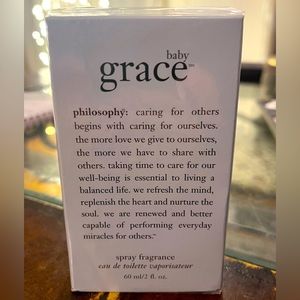 baby
grace™
philosophy: caring for others
begins with caring for ourselves.
the more love we give to ourselves,
the more we have to share with
others. taking time to care for our
well-being is essential to living a
balanced life. we refresh the mind,
replenish the heart and nurture the
soul. we are renewed and better
capable of performing everyday
miracles for others.™
spray fragrance
eau de toilette vaporisateur
60 ml/2 fl. oz.